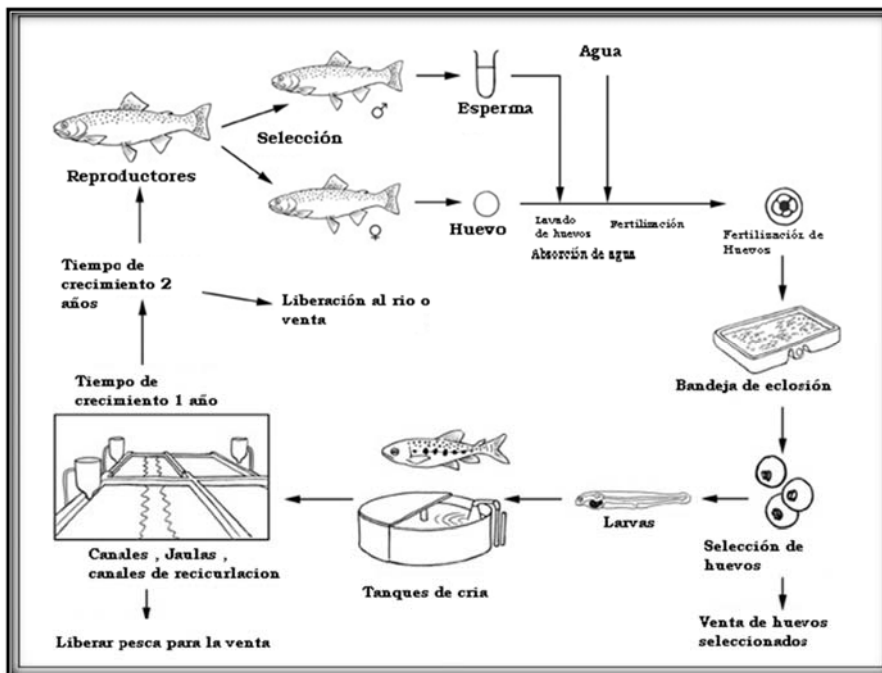 Agua
Esperma
Selección
♂
Reproductores
♀
Huevo
Lavado
de huevos
Fertilización
Absorción de agua
Fertilización de
Huevos
Tiempo de
crecimiento 2
años
Liberación al rio o
venta
Bandeja de eclosión
Tiempo de
crecimiento 1 año
Larvas
Selección de
huevos
Canales , Jaulas ,
canales de recicurlacion
Tanques de cria
Venta de huevos
seleccionados
Liberar pesca para la venta